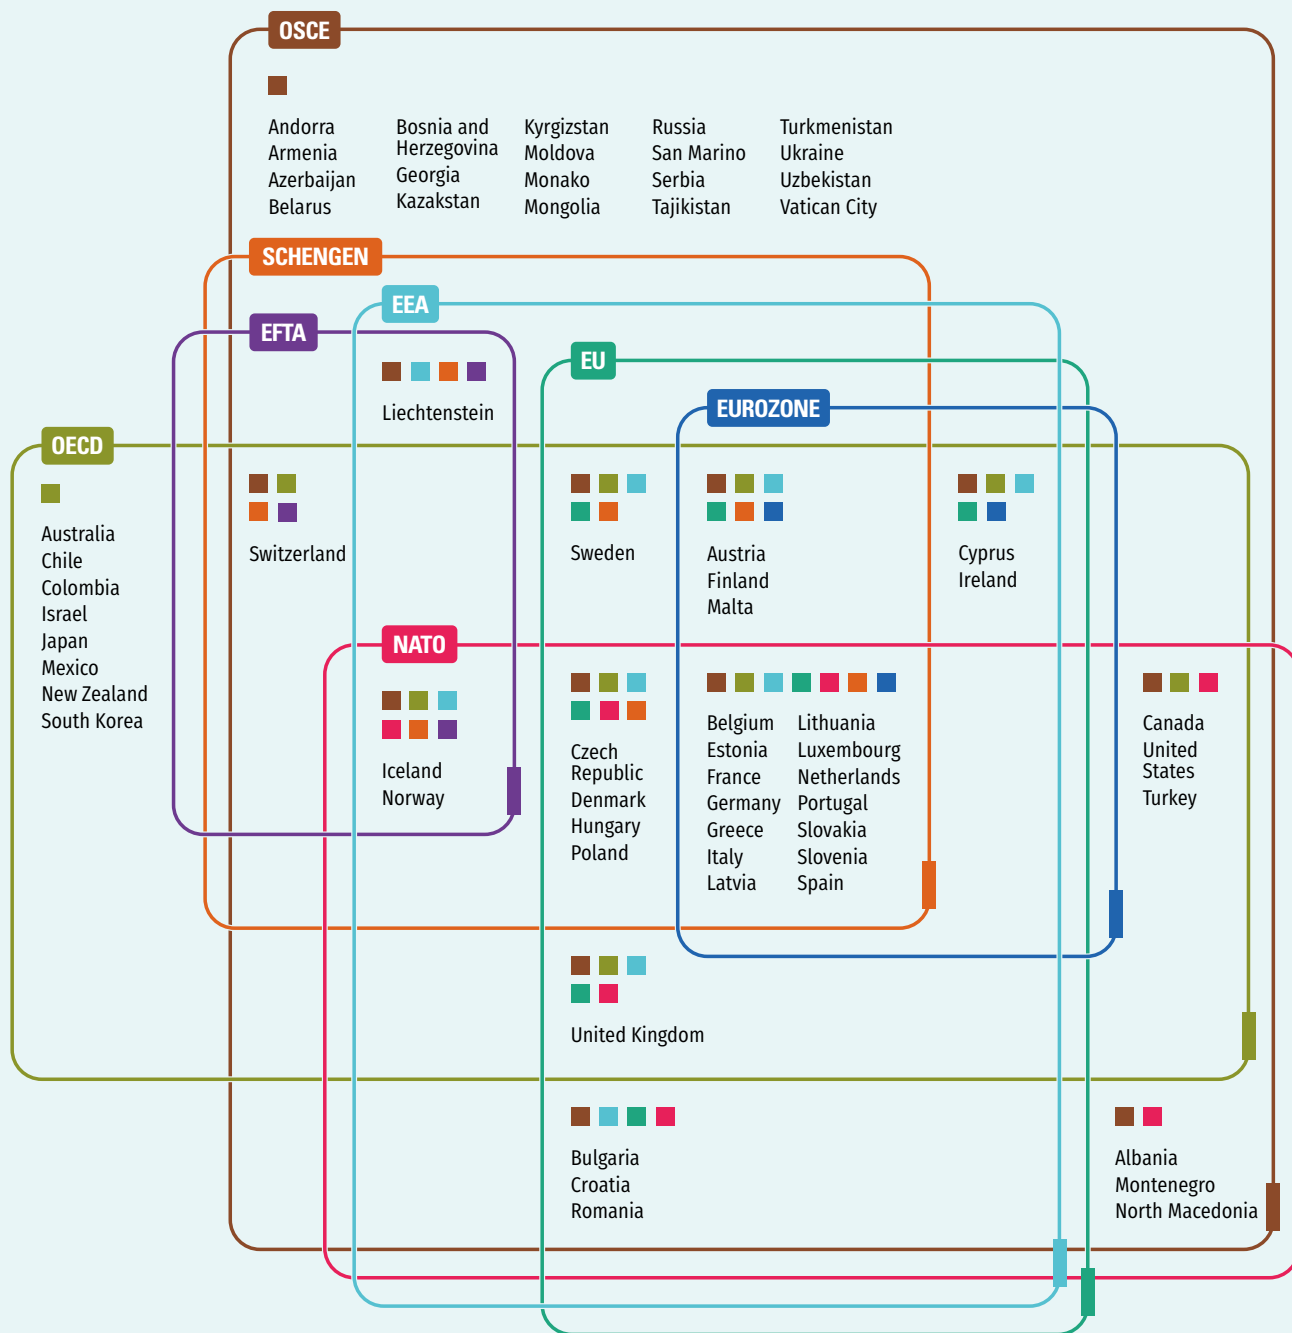 OSCE
Andorra
Armenia
Azerbaijan
Belarus
Bosnia and
Herzegovina
Georgia
Kazakstan
Kyrgizstan
Moldova
Monako
Mongolia
Russia
San Marino
Serbia
Tajikistan
Turkmenistan
Ukraine
Uzbekistan
Vatican City
SCHENGEN
EEA
EFTA
Liechtenstein
EU
EUROZONE
OECD
Australia
Chile
Colombia
Israel
Japan
Mexico
New Zealand
South Korea
Switzerland
Sweden
Austria
Finland
Malta
Cyprus
Ireland
NATO
Iceland
Norway
Czech
Republic
Denmark
Hungary
Poland
Belgium
Estonia
France
Germany
Greece
Italy
Latvia
Lithuania
Luxembourg
Netherlands
Portugal
Slovakia
Slovenia
Spain
Canada
United
States
Turkey
United Kingdom
Bulgaria
Croatia
Romania
Albania
Montenegro
North Macedonia